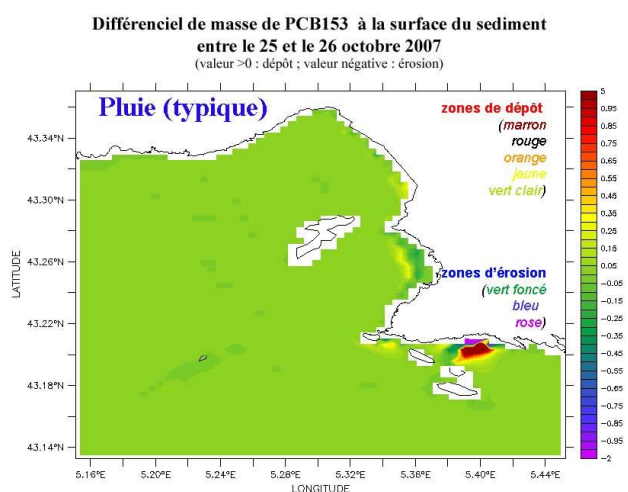 Différenciel de masse de PCB153 à la surface du sediment
entre le 25 et le 26 octobre 2007
(valeur >0 : dépôt ; valeur négative : érosion)
Pluie (typique)
zones de dépôt
(marron
rouge
orange
jaune
vert clair)
zones d'érosion
(vert foncé
bleu
rose)
LATITUDE
43.34°N
43.30°N
43.26°N
43.22°N
43.18°N
43.14°N
5.16°E
5.20°E
5.24°E
5.28°E
5.32°E
5.36°E
5.40°E
5.44°E
LONGITUDE
5
0.95
0.85
0.75
0.65
0.55
0.45
0.35
0.25
0.15
0.05
-0.05
-0.15
-0.25
-0.35
-0.45
-0.55
-0.65
-0.75
-0.85
-0.95
-2